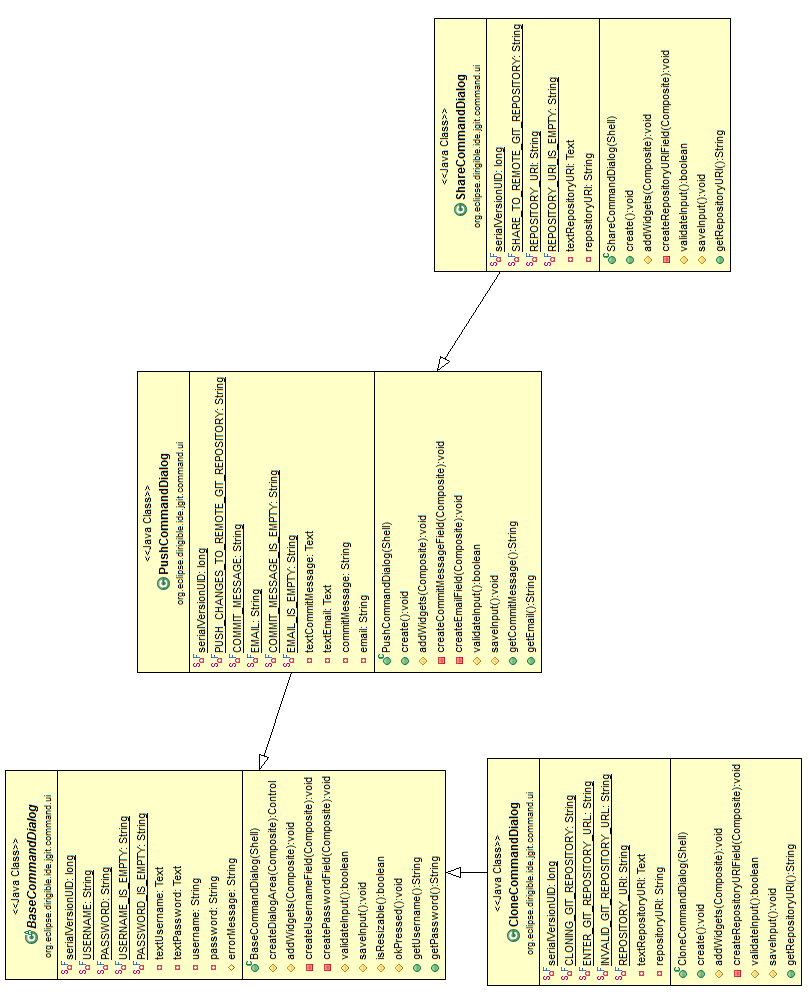 <<Java Class>>
BaseCommandDialog
org.eclipse.dirigible.ide.jgit.command.ui
serialVersionUID: long
USERNAME: String
PASSWORD: String
USERNAME_IS_EMPTY: String
PASSWORD_IS_EMPTY: String
textUsername: Text
textPassword: Text
username: String
password: String
errorMessage: String
BaseCommandDialog(Shell)
createDialogArea(Composite):Control
addWidgets(Composite):void
createUsernameField(Composite):void
createPasswordField(Composite):void
validateInput():boolean
saveInput():void
isResizable():boolean
okPressed():void
getUsername():String
getPassword():String
<<Java Class>>
PushCommandDialog
org.eclipse.dirigible.ide.jgit.command.ui
serialVersionUID: long
PUSH_CHANGES_TO_REMOTE_GIT_REPOSITORY: String
COMMIT_MESSAGE: String
EMAIL: String
COMMIT_MESSAGE_IS_EMPTY: String
EMAIL_IS_EMPTY: String
textCommitMessage: Text
textEmail: Text
commitMessage: String
email: String
PushCommandDialog(Shell)
create():void
addWidgets(Composite):void
createCommitMessageField(Composite):void
createEmailField(Composite):void
validateInput():boolean
saveInput():void
getCommitMessage():String
getEmail():String
<<Java Class>>
ShareCommandDialog
org.eclipse.dirigible.ide.jgit.command.ui
serialVersionUID: long
SHARE_TO_REMOTE_GIT_REPOSITORY: String
REPOSITORY_URI: String
REPOSITORY_URI_IS_EMPTY: String
textRepositoryURI: Text
repositoryURI: String
ShareCommandDialog(Shell)
create():void
addWidgets(Composite):void
createRepositoryURIField(Composite):void
validateInput():boolean
saveInput():void
getRepositoryURI():String
<<Java Class>>
CloneCommandDialog
org.eclipse.dirigible.ide.jgit.command.ui
serialVersionUID: long
CLONING_GIT_REPOSITORY: String
ENTER_GIT_REPOSITORY_URL: String
INVALID_GIT_REPOSITORY_URL: String
REPOSITORY_URI: String
textRepositoryURI: Text
repositoryURI: String
CloneCommandDialog(Shell)
create():void
addWidgets(Composite):void
createRepositoryURIField(Composite):void
validateInput():boolean
saveInput():void
getRepositoryURI():String